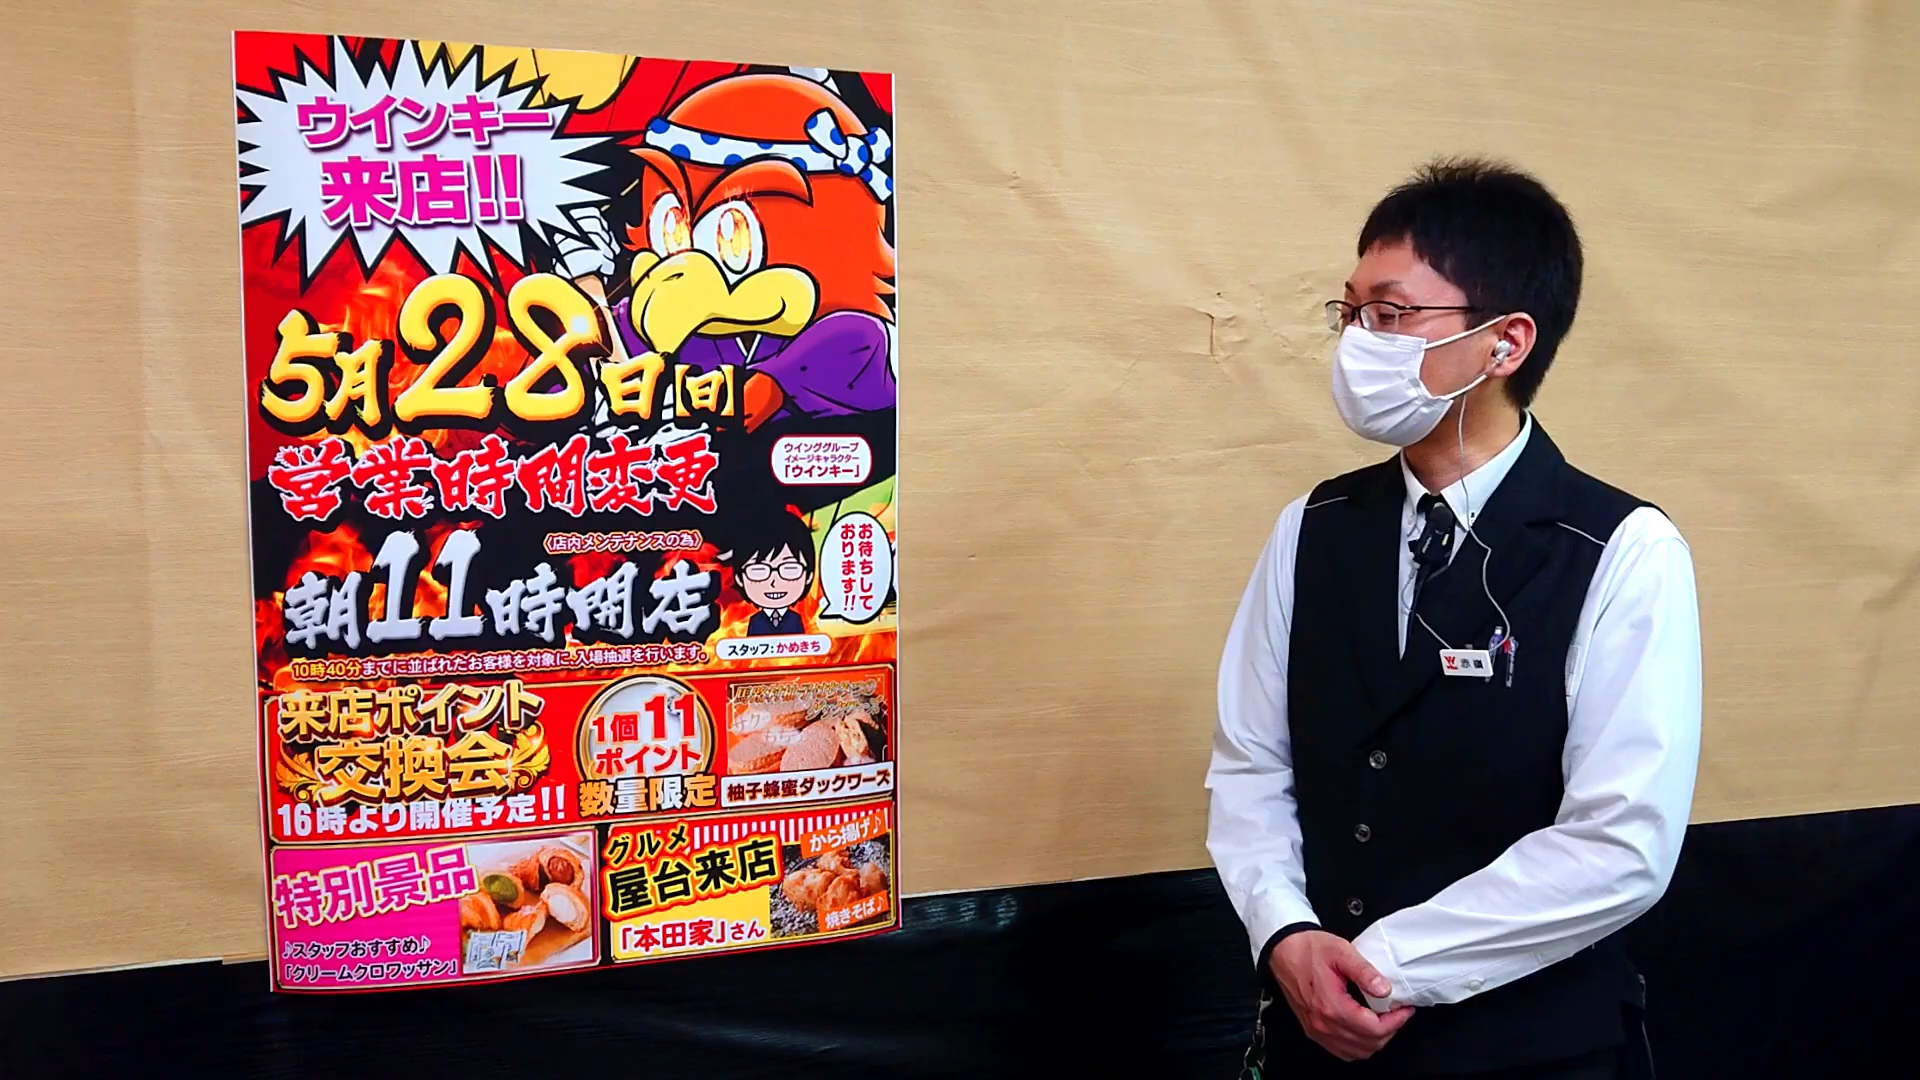 ウインキー
来店!!
5月28日[日]
営業時間変更
ウイングループ
イメージキャラクター
「ウインキー」
《店内メンテナンスの為》
朝11時開店
お待ちして
おります!!
スタッフ:かめきち
10時40分までに並ばれたお客様を対象に、入場抽選を行います。
来店ポイント
交換会
16時より開催予定!!
1個11
ポイント
数量限定
柚子蜂蜜ダックワーズ
特別景品
♪スタッフおすすめ♪
「クリームクロワッサン」
グルメ
屋台来店
「本田家」さん
から揚げ♪
焼きそば♪
赤嶺